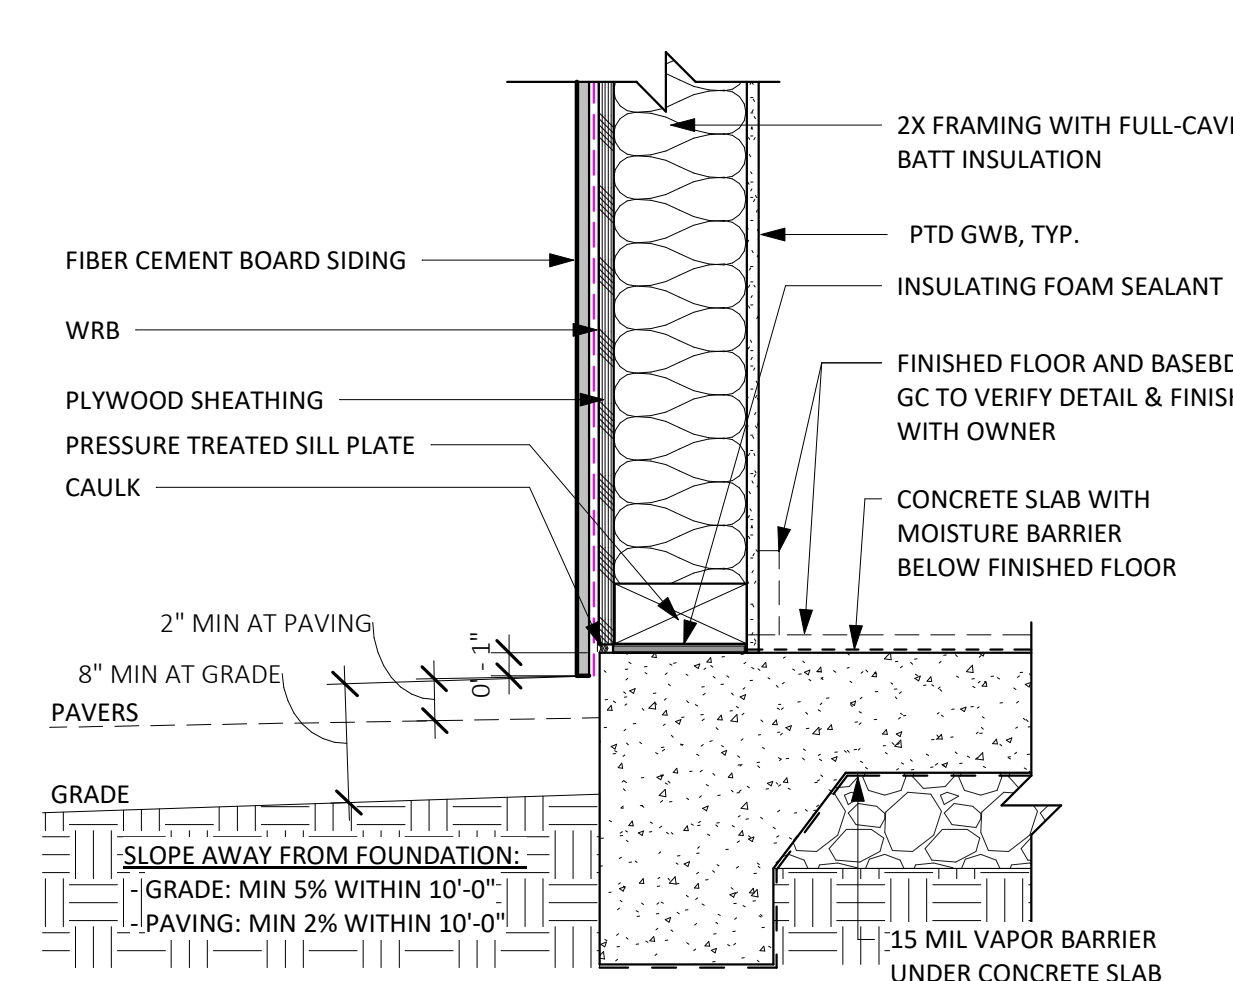 2X FRAMING WITH FULL-CAVI
BATT INSULATION
PTD GWB, TYP.
INSULATING FOAM SEALANT
FINISHED FLOOR AND BASEBD
GC TO VERIFY DETAIL & FINISH
WITH OWNER
CONCRETE SLAB WITH
MOISTURE BARRIER
BELOW FINISHED FLOOR
FIBER CEMENT BOARD SIDING
WRB
PLYWOOD SHEATHING
PRESSURE TREATED SILL PLATE
CAULK
2" MIN AT PAVING
8" MIN AT GRADE
0' - 1"
PAVERS
GRADE
SLOPE AWAY FROM FOUNDATION:
- GRADE: MIN 5% WITHIN 10'-0"
- PAVING: MIN 2% WITHIN 10'-0"
15 MIL VAPOR BARRIER
UNDER CONCRETE SLAB